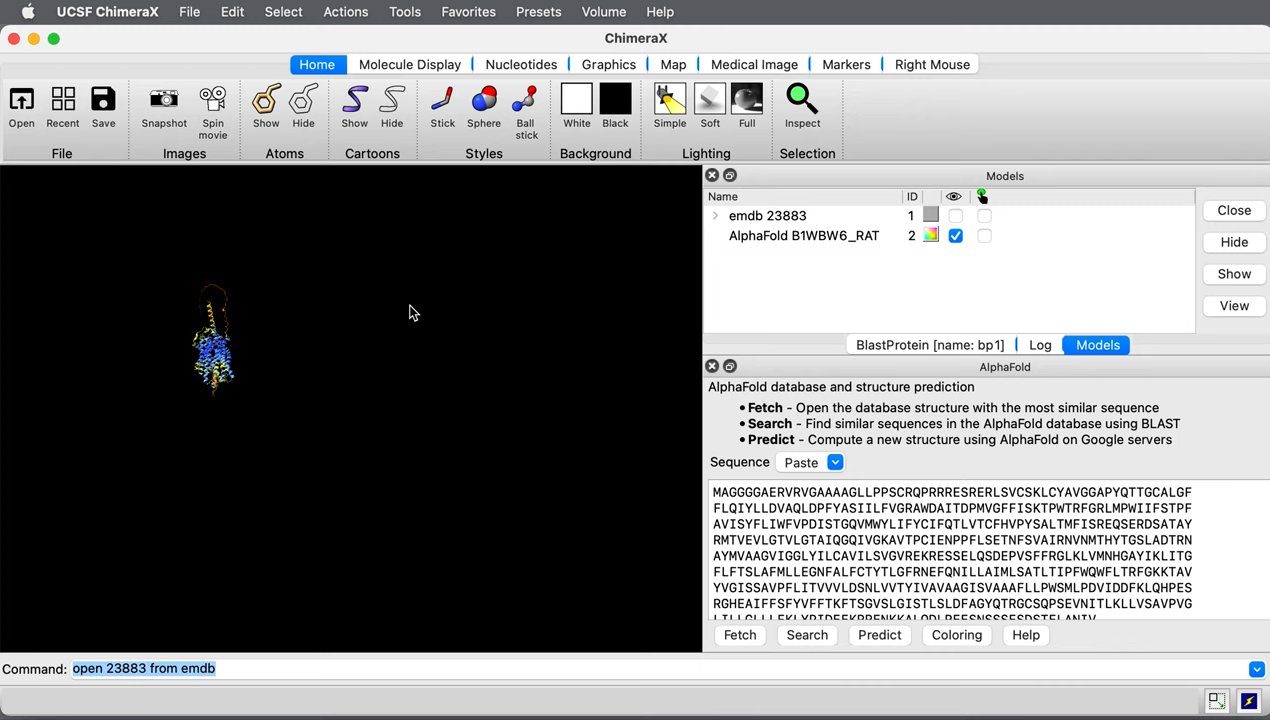 UCSF ChimeraX File Edit Select Actions Tools Favorites Presets Volume Help
ChimeraX
Home Molecule Display Nucleotides Graphics Map Medical Image Markers Right Mouse
Open Recent Save Snapshot Spin movie Show Hide Show Hide Stick Sphere Ball stick White Black Simple Soft Full Inspect
File Images Atoms Cartoons Styles Background Lighting Selection
Models
Name ID
emdb 23883 1
AlphaFold B1WBW6_RAT 2
Close
Hide
Show
View
BlastProtein [name: bp1] Log Models
AlphaFold
AlphaFold database and structure prediction
• Fetch - Open the database structure with the most similar sequence
• Search - Find similar sequences in the AlphaFold database using BLAST
• Predict - Compute a new structure using AlphaFold on Google servers
Sequence Paste
MAGGGGAERVRVGAAAAGLLPPSCRQPRRRESRERLSVCSKLCYAVGGAPYQTTGCALGF
FLQIYLLDVAQLDPFYASIILFVGRAWDAITDPMVGFFISKTPWTRFGRLMPWIIFSTPF
AVISYFLIWFVPDISTGQVMWYLIFYCIFQTLVTCFHVPYSALTMFISREQSERDSATAY
RMTVEVLGTVLGTAIQGQIVGKAVTPCIENPPFLSETNFSVAIRNVNMTHYTGSLADTRN
AYMVAAGVIGGLYILCAVILSVGVREKRESSELQSDEPVSFFRGLKLVMNHGAYIKLITG
FLFTSLAFMLLEGNFALFCTYTLGFRNEFQNILLAIMLSATLTIPFWQWFLTRFGKKTAV
YVGISSAVPFLITVVVLDSNLVVTYIVAVAAGISVAAAFLLPWSMLPDVIDDFKLQHPES
RGHEAIFFSFYVFFTKFTSGVSLGISTLSLDFAGYQTRGCSQPSEVNITLKLLVSAVPVG
Fetch Search Predict Coloring Help
Command: open 23883 from emdb